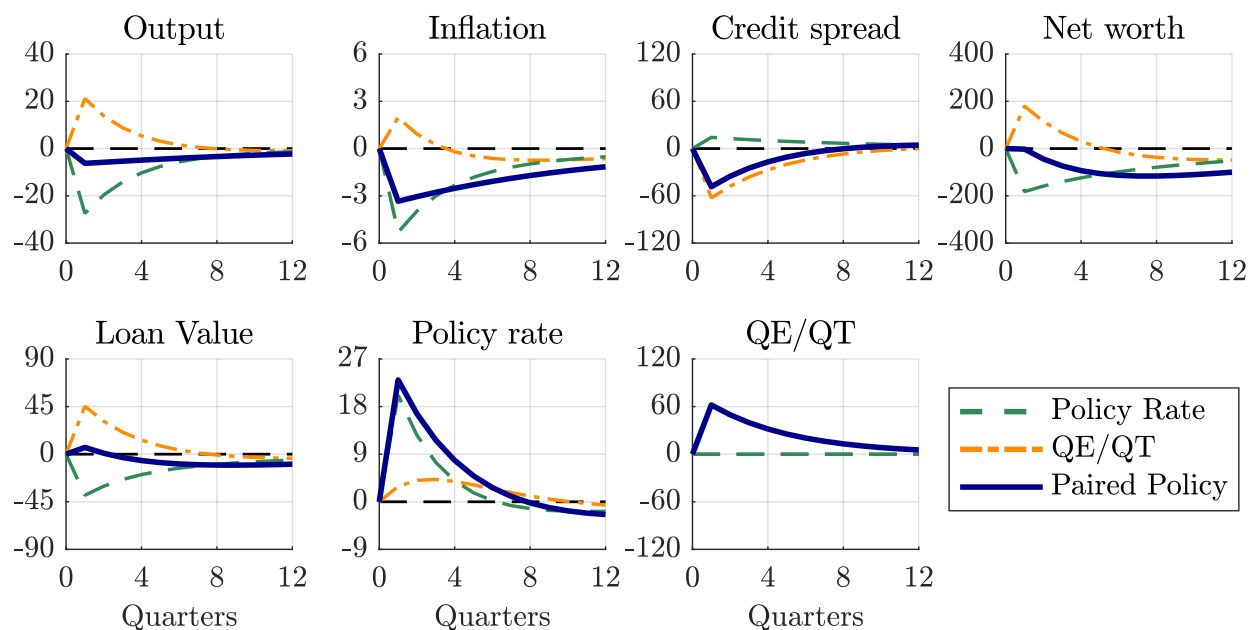 Output Inflation Credit spread Net worth
40 6 120 400
20 3 60 200
0 0 0 0
-20 -3 -60 -200
-40 -6 -120 -400
0 4 8 12 0 4 8 12 0 4 8 12 0 4 8 12
Loan Value Policy rate QE/QT
90 27 120
45 18 60
0 9 0
-45 0 -60
-90 -9 -120
0 4 8 12 0 4 8 12 0 4 8 12
Quarters Quarters Quarters
Policy Rate
QE/QT
Paired Policy